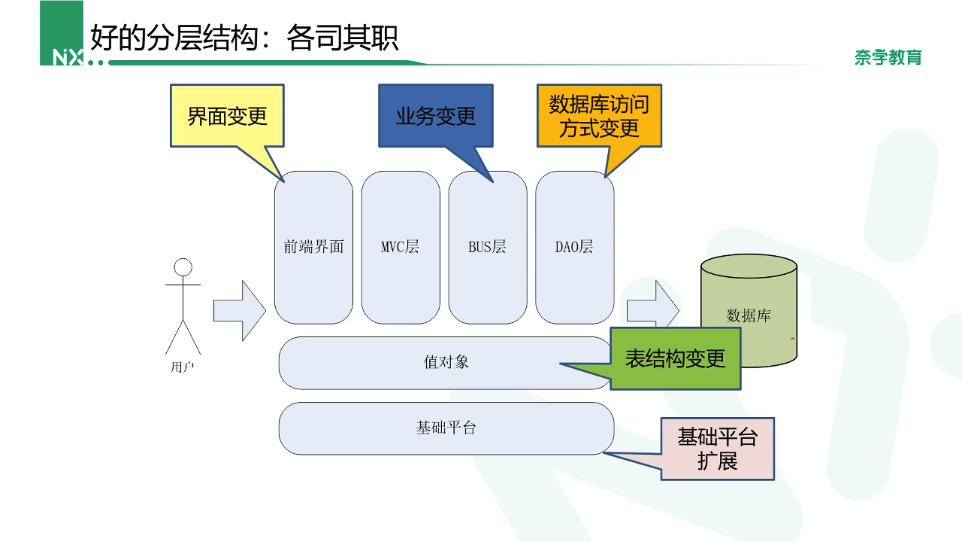 好的分层结构：各司其职
NX
奈学教育
界面变更
业务变更
数据库访问
方式变更
前端界面
MVC层
BUS层
DAO层
用户
数据库
值对象
表结构变更
基础平台
基础平台
扩展